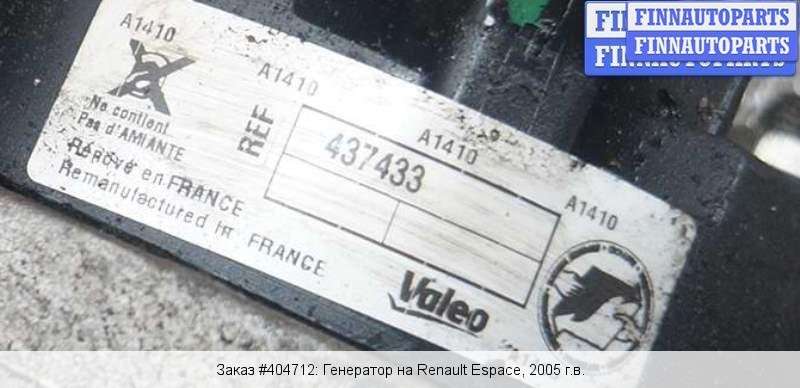 FINNAUTOPARTS
FINNAUTOPARTS
A1410
Ne contient
Pas d'AMIANTE
Rénové en FRANCE
Remanufactured in FRANCE
A1410
REF
437433
A1410
A1410
Valeo
Заказ #404712: Генератор на Renault Espace, 2005 г.в.